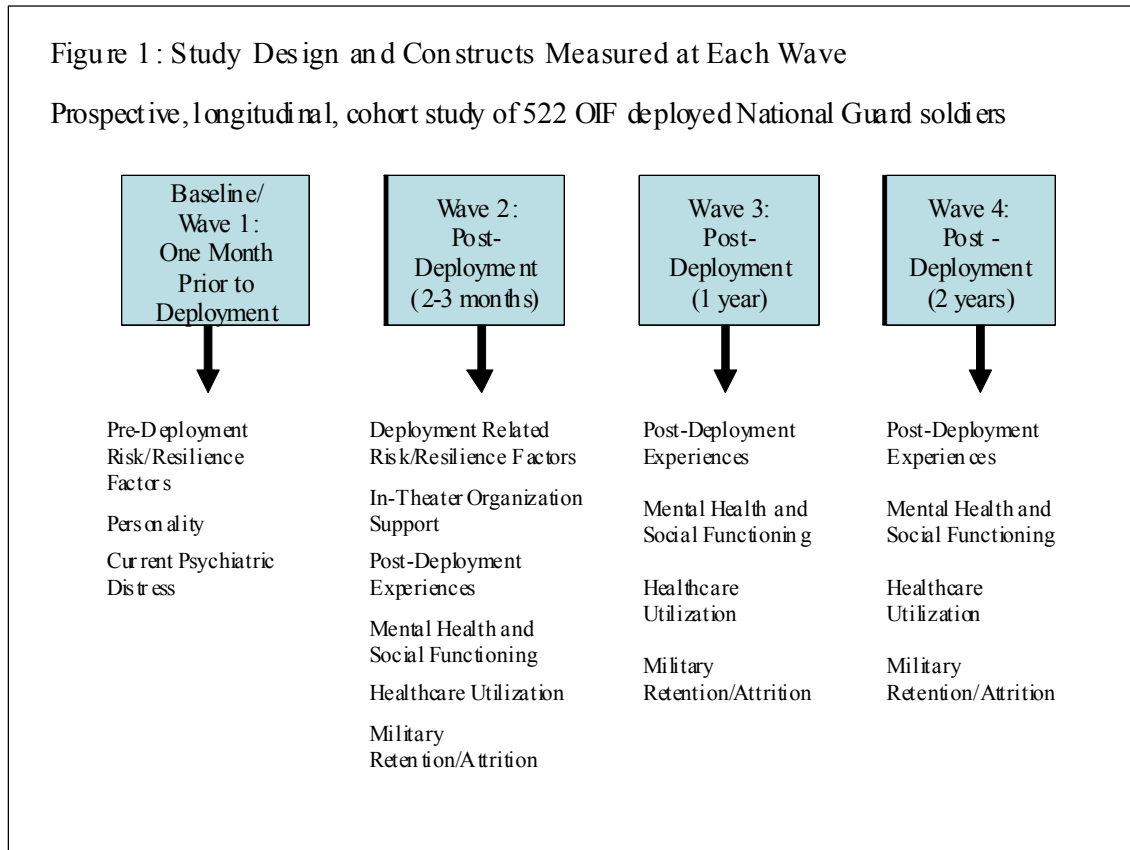 Figure 1: Study Design and Constructs Measured at Each Wave
Prospective, longitudinal, cohort study of 522 OIF deployed National Guard soldiers
Baseline/
Wave 1:
One Month
Prior to
Deployment
Wave 2:
Post-
Deployment
(2-3 months)
Wave 3:
Post-
Deployment
(1 year)
Wave 4:
Post -
Deployment
(2 years)
Pre-Deployment
Risk/Resilience
Factors
Personality
Current Psychiatric
Distress
Deployment Related
Risk/Resilience Factors
In-Theater Organization
Support
Post-Deployment
Experiences
Mental Health and
Social Functioning
Healthcare Utilization
Military
Retention/Attrition
Post-Deployment
Experiences
Mental Health and
Social Functioning
Healthcare
Utilization
Military
Retention/Attrition
Post-Deployment
Experiences
Mental Health and
Social Functioning
Healthcare
Utilization
Military
Retention/Attrition